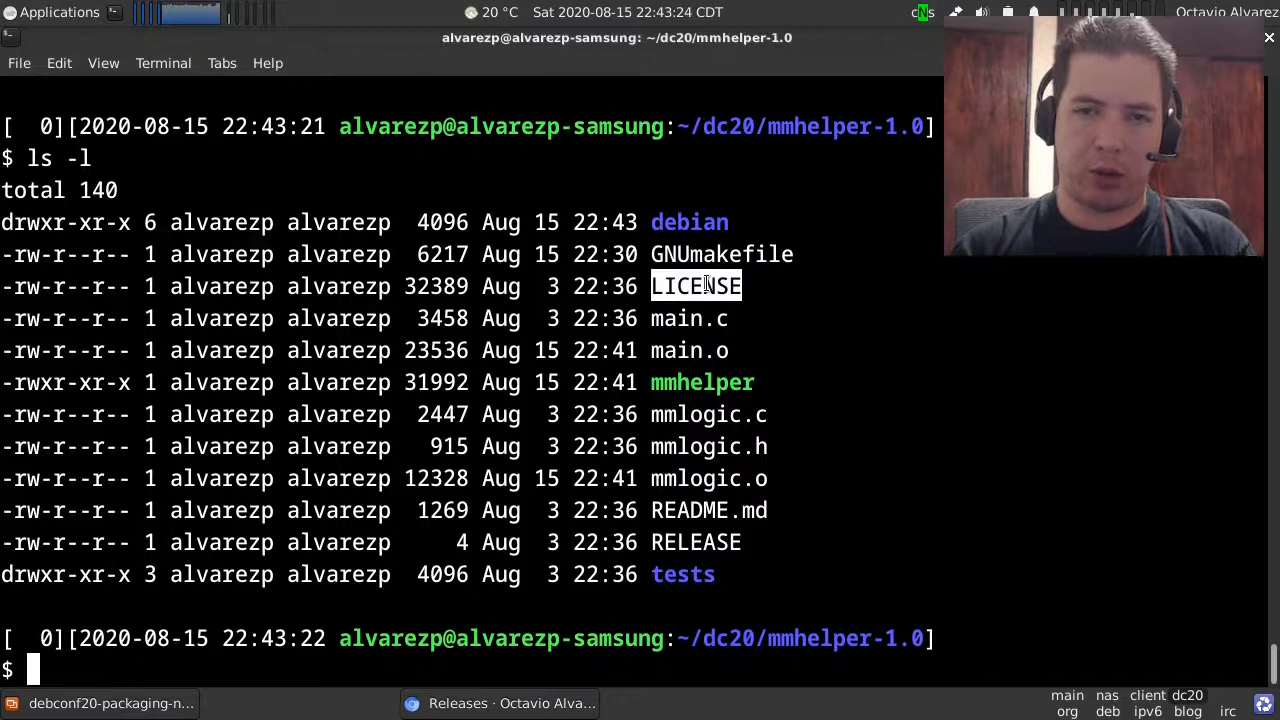 Applications 20 °C Sat 2020-08-15 22:43:24 CDT cNs Octavio Alvarez
alvarezp@alvarezp-samsung: ~/dc20/mmhelper-1.0
File Edit View Terminal Tabs Help
[  0][2020-08-15 22:43:21 alvarezp@alvarezp-samsung:~/dc20/mmhelper-1.0]
$ ls -l
total 140
drwxr-xr-x 6 alvarezp alvarezp  4096 Aug 15 22:43 debian
-rw-r--r-- 1 alvarezp alvarezp  6217 Aug 15 22:30 GNUmakefile
-rw-r--r-- 1 alvarezp alvarezp 32389 Aug  3 22:36 LICENSE
-rw-r--r-- 1 alvarezp alvarezp  3458 Aug  3 22:36 main.c
-rw-r--r-- 1 alvarezp alvarezp 23536 Aug 15 22:41 main.o
-rwxr-xr-x 1 alvarezp alvarezp 31992 Aug 15 22:41 mmhelper
-rw-r--r-- 1 alvarezp alvarezp  2447 Aug  3 22:36 mmlogic.c
-rw-r--r-- 1 alvarezp alvarezp   915 Aug  3 22:36 mmlogic.h
-rw-r--r-- 1 alvarezp alvarezp 12328 Aug 15 22:41 mmlogic.o
-rw-r--r-- 1 alvarezp alvarezp  1269 Aug  3 22:36 README.md
-rw-r--r-- 1 alvarezp alvarezp     4 Aug  3 22:36 RELEASE
drwxr-xr-x 3 alvarezp alvarezp  4096 Aug  3 22:36 tests
[  0][2020-08-15 22:43:22 alvarezp@alvarezp-samsung:~/dc20/mmhelper-1.0]
$
debconf20-packaging-n... Releases · Octavio Alva... main nas client dc20
org deb ipv6 blog irc